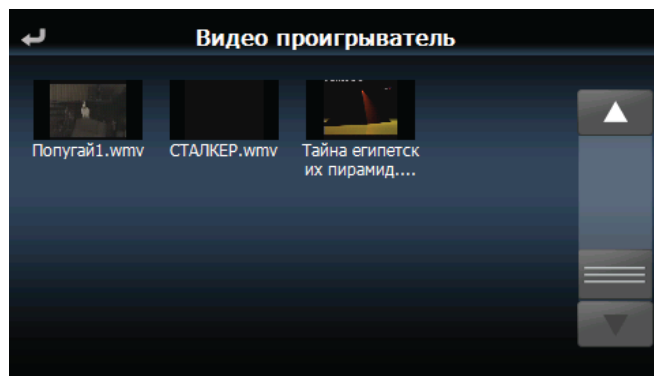 Видео проигрыватель
Попугай1.wmv
СТАЛКЕР.wmv
Тайна египетск
их пирамид....